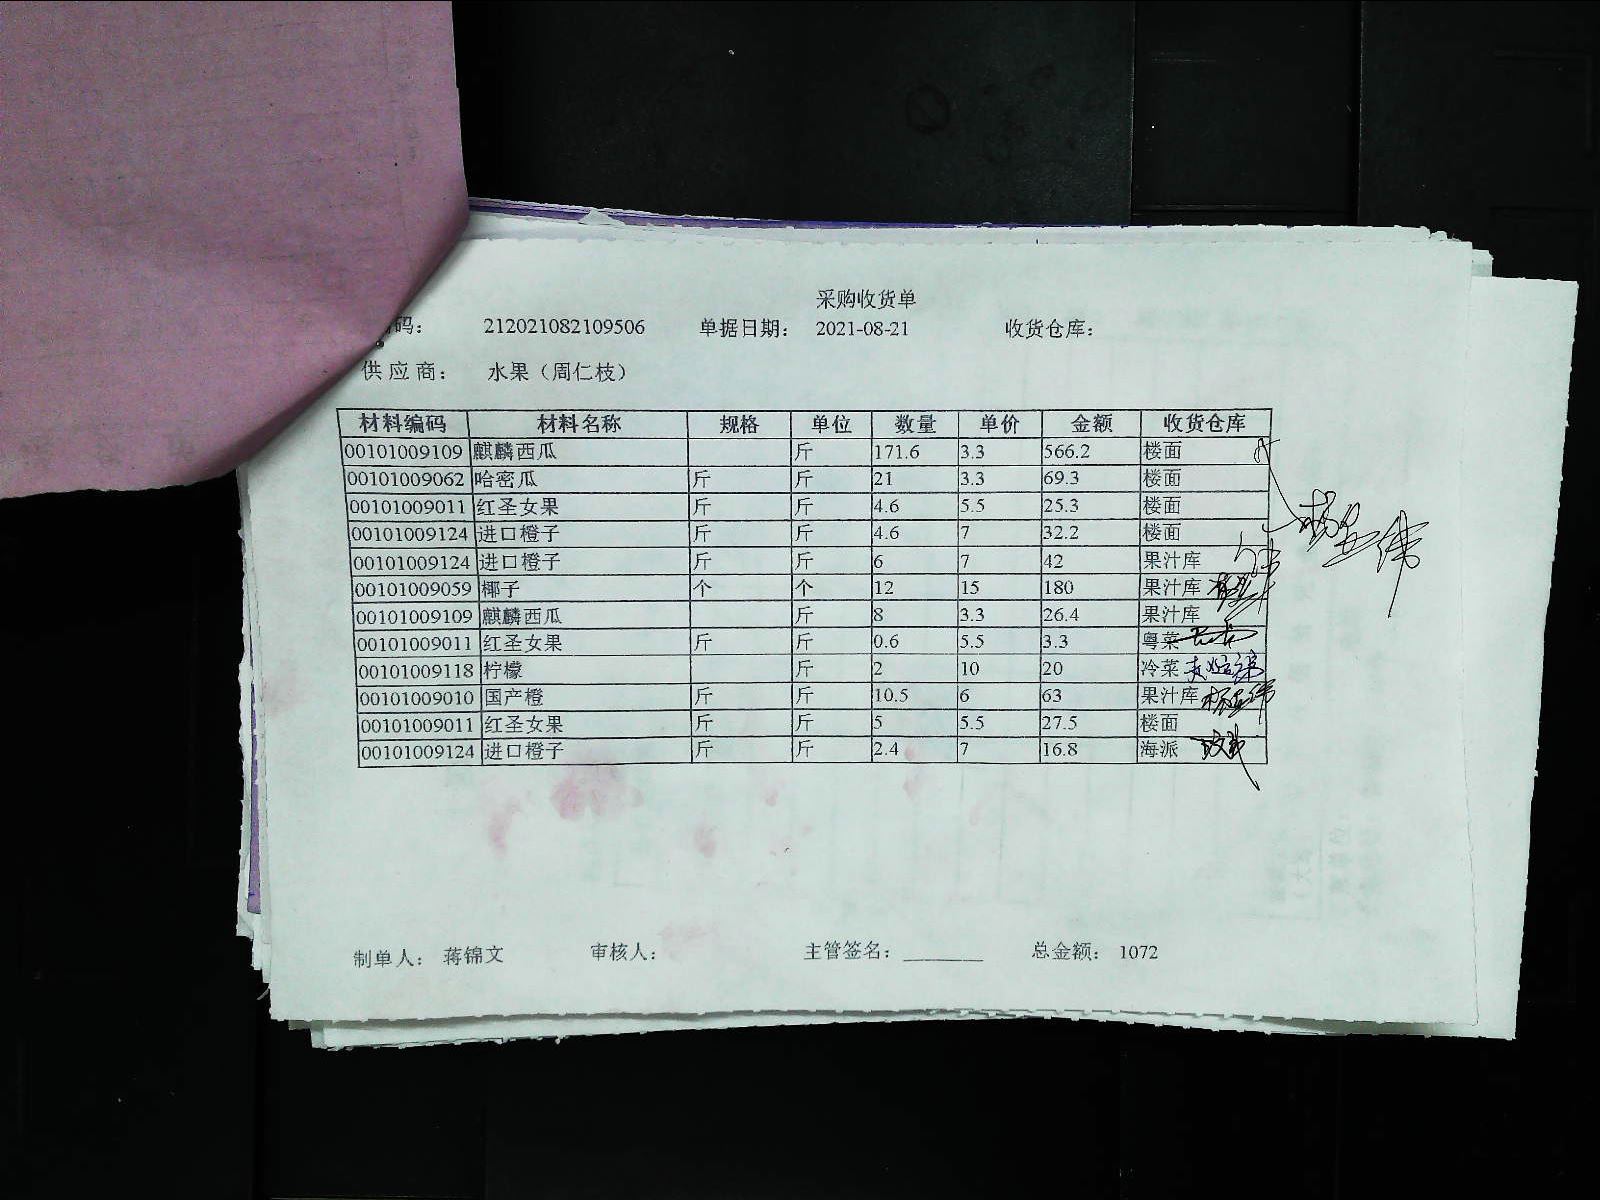 采购收货单
码： 212021082109506 单据日期： 2021-08-21 收货仓库：
供应商： 水果（周仁枝）
材料编码 材料名称 规格 单位 数量 单价 金额 收货仓库
00101009109 麒麟西瓜 斤 171.6 3.3 566.2 楼面
00101009062 哈密瓜 斤 斤 21 3.3 69.3 楼面
00101009011 红圣女果 斤 斤 4.6 5.5 25.3 楼面
00101009124 进口橙子 斤 斤 4.6 7 32.2 楼面
00101009124 进口橙子 斤 斤 6 7 42 果汁库
00101009059 椰子 个 个 12 15 180 果汁库
00101009109 麒麟西瓜 斤 8 3.3 26.4 果汁库
00101009011 红圣女果 斤 斤 0.6 5.5 3.3 粤菜
00101009118 柠檬 斤 2 10 20 冷菜
00101009010 国产橙 斤 斤 10.5 6 63 果汁库
00101009011 红圣女果 斤 斤 5 5.5 27.5 楼面
00101009124 进口橙子 斤 斤 2.4 7 16.8 海派
制单人： 蒋锦文 审核人： 主管签名： 总金额： 1072